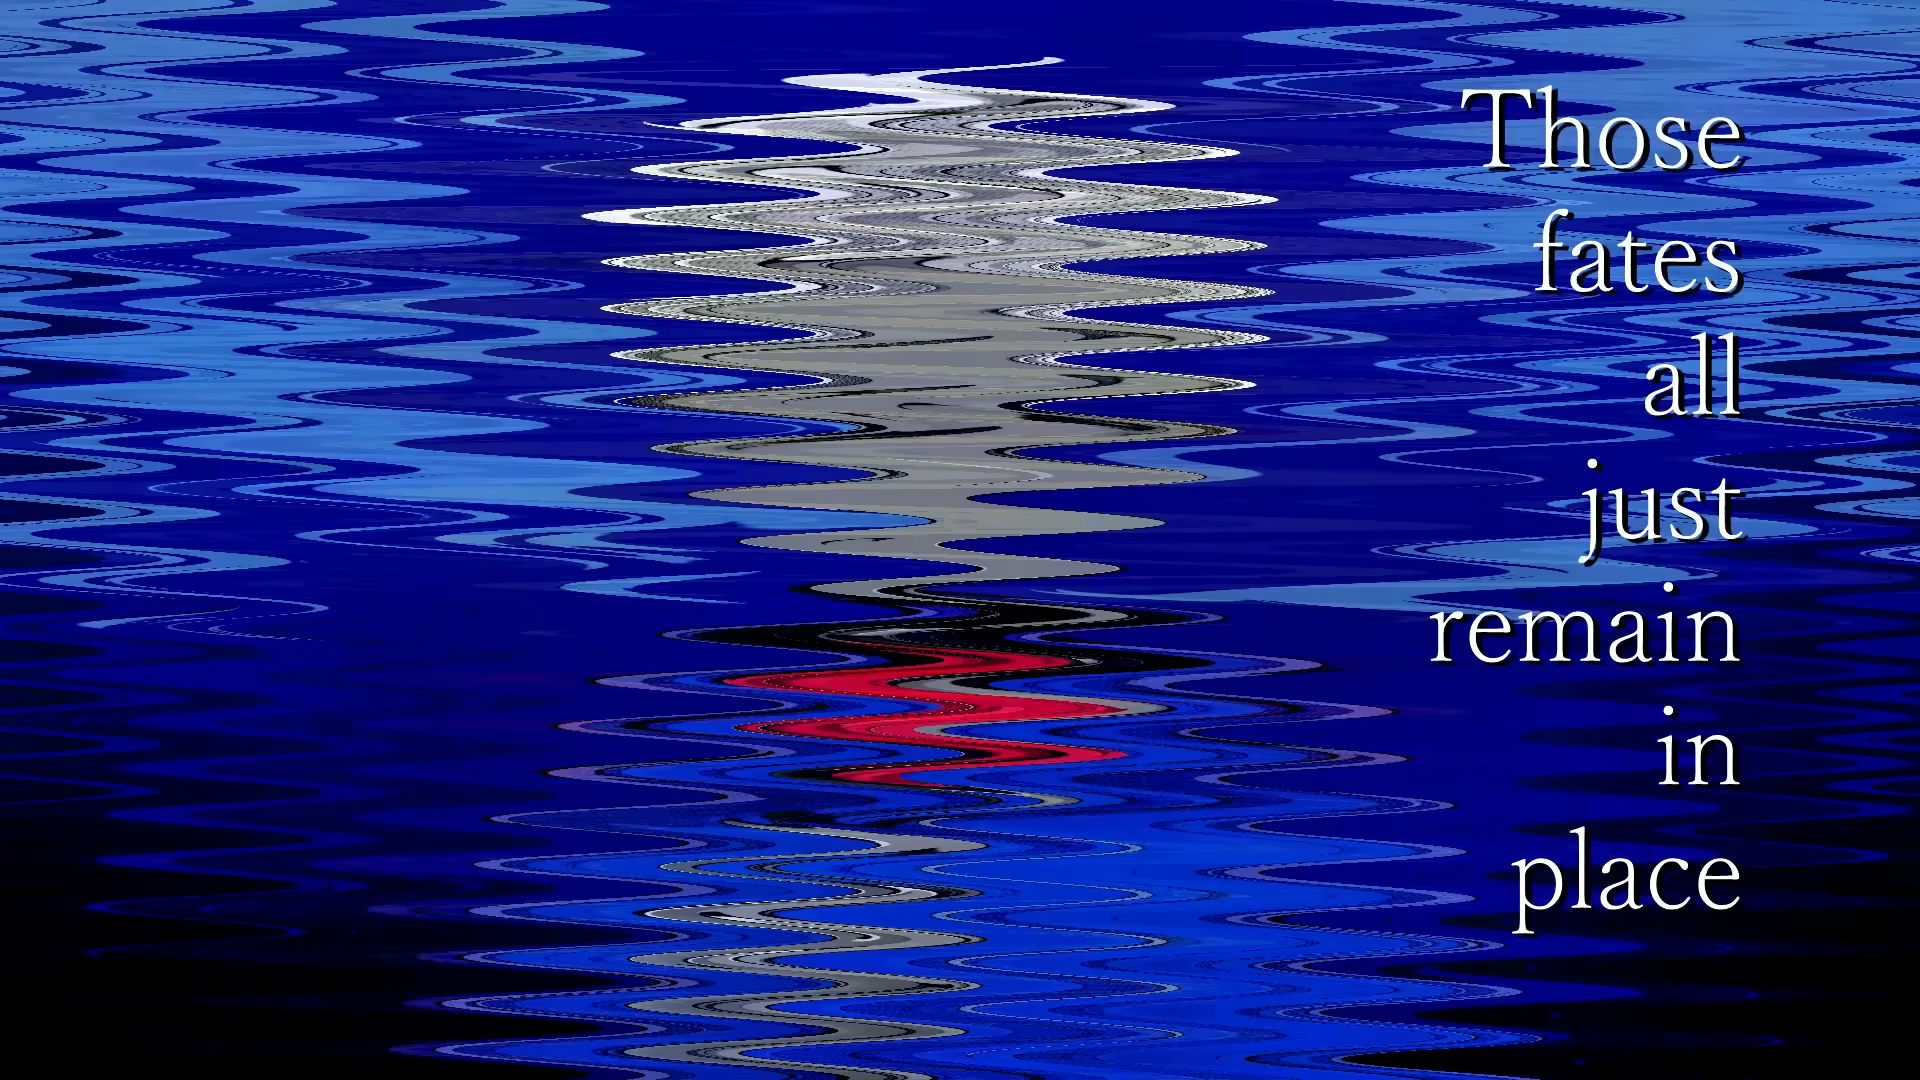 Those
fates
all
just
remain
in
place